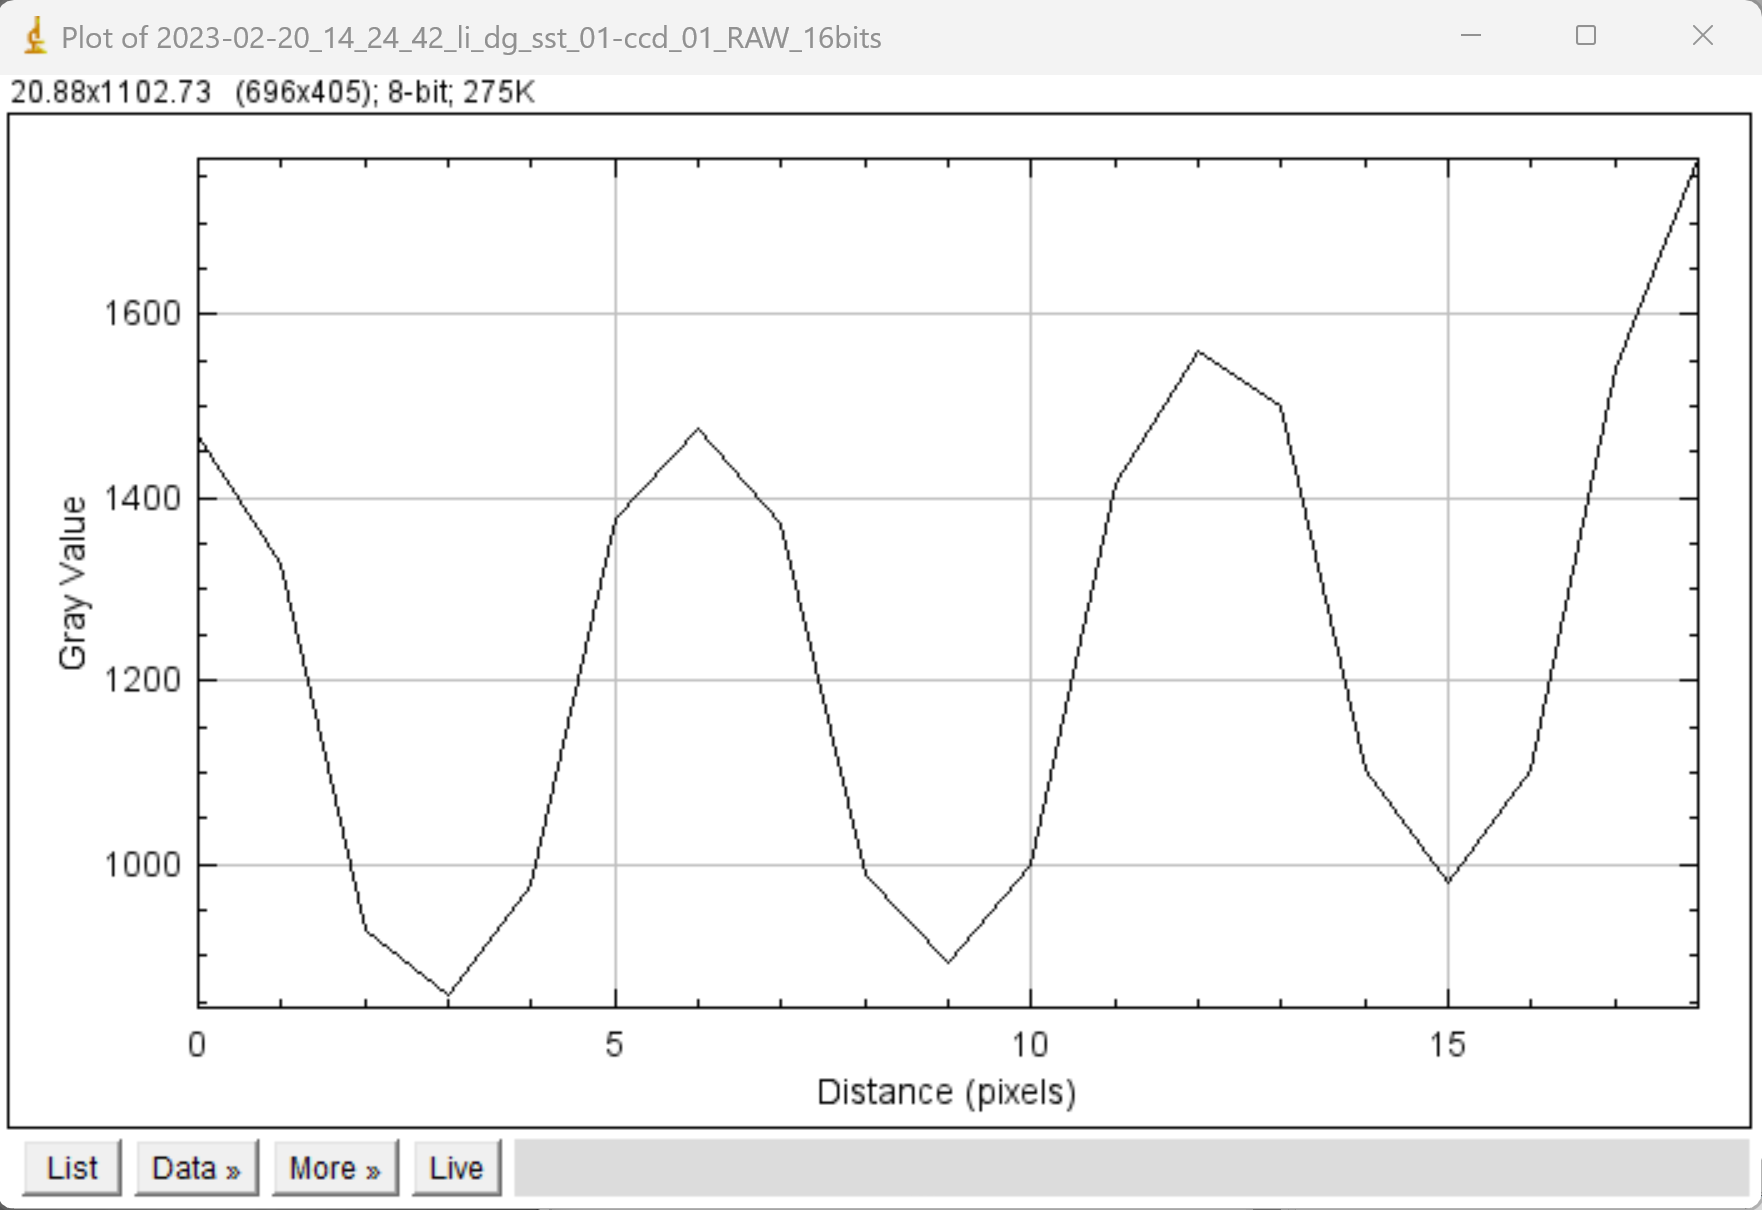 Plot of 2023-02-20_14_24_42_li_dg_sst_01-ccd_01_RAW_16bits
20.88x1102.73 (696x405); 8-bit; 275K
1600
1400
1200
1000
Gray Value
0 5 10 15
Distance (pixels)
List Data » More » Live